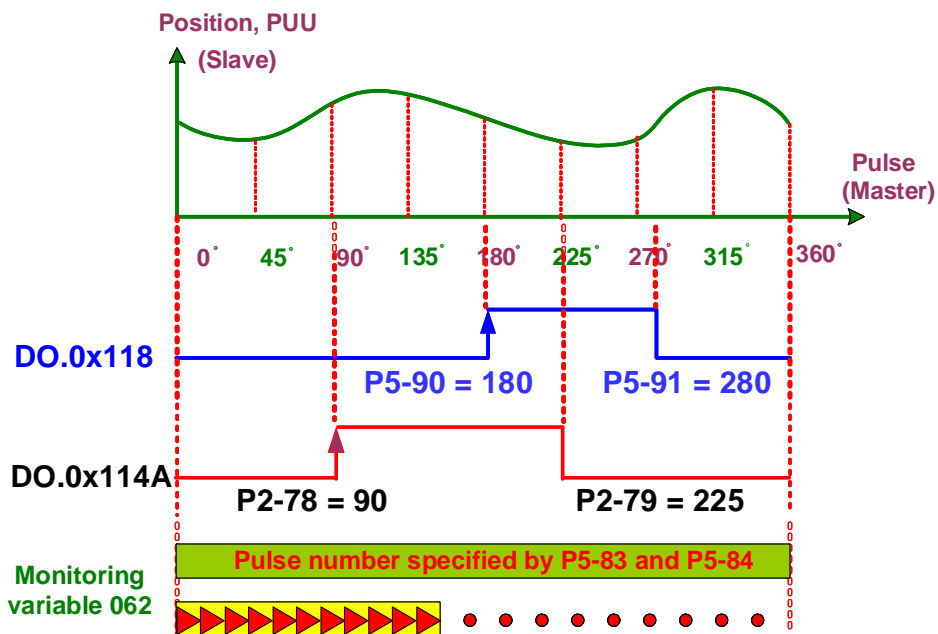 Position, PUU
(Slave)
Pulse
(Master)
0° 45° 90° 135° 180° 225° 270° 315° 360°
DO.0x118
P5-90 = 180 P5-91 = 280
DO.0x114A
P2-78 = 90 P2-79 = 225
Pulse number specified by P5-83 and P5-84
Monitoring
variable 062